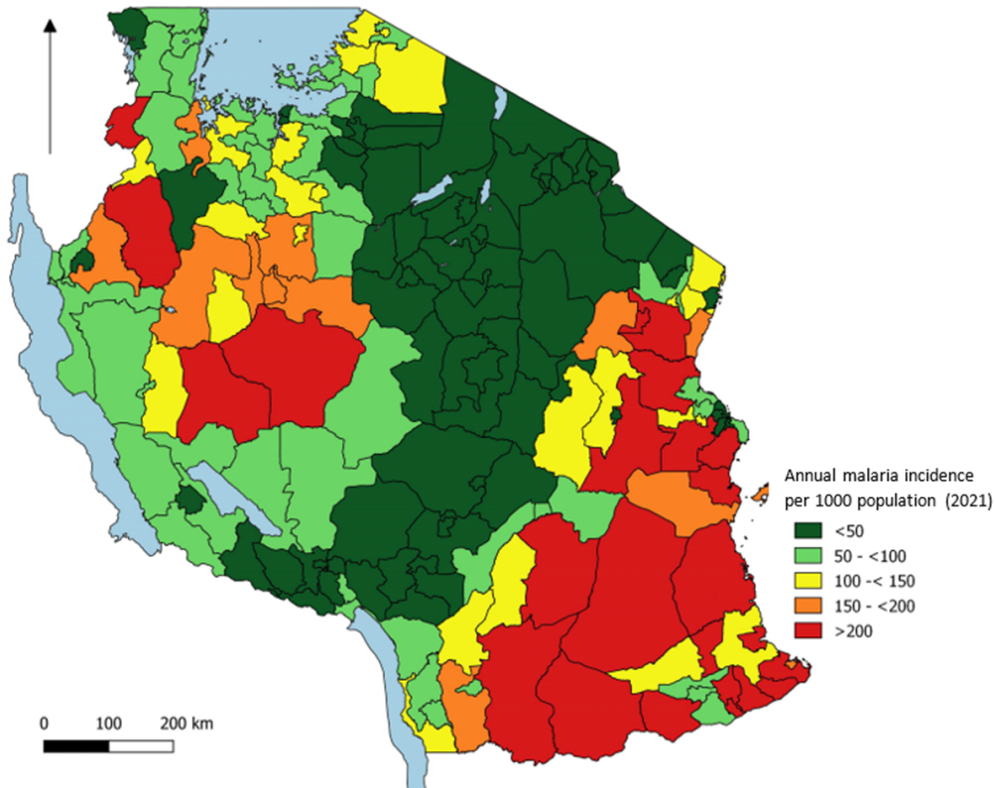 Annual malaria incidence
per 1000 population (2021)
<50
50 - <100
100 -< 150
150 - <200
>200
0 100 200 km